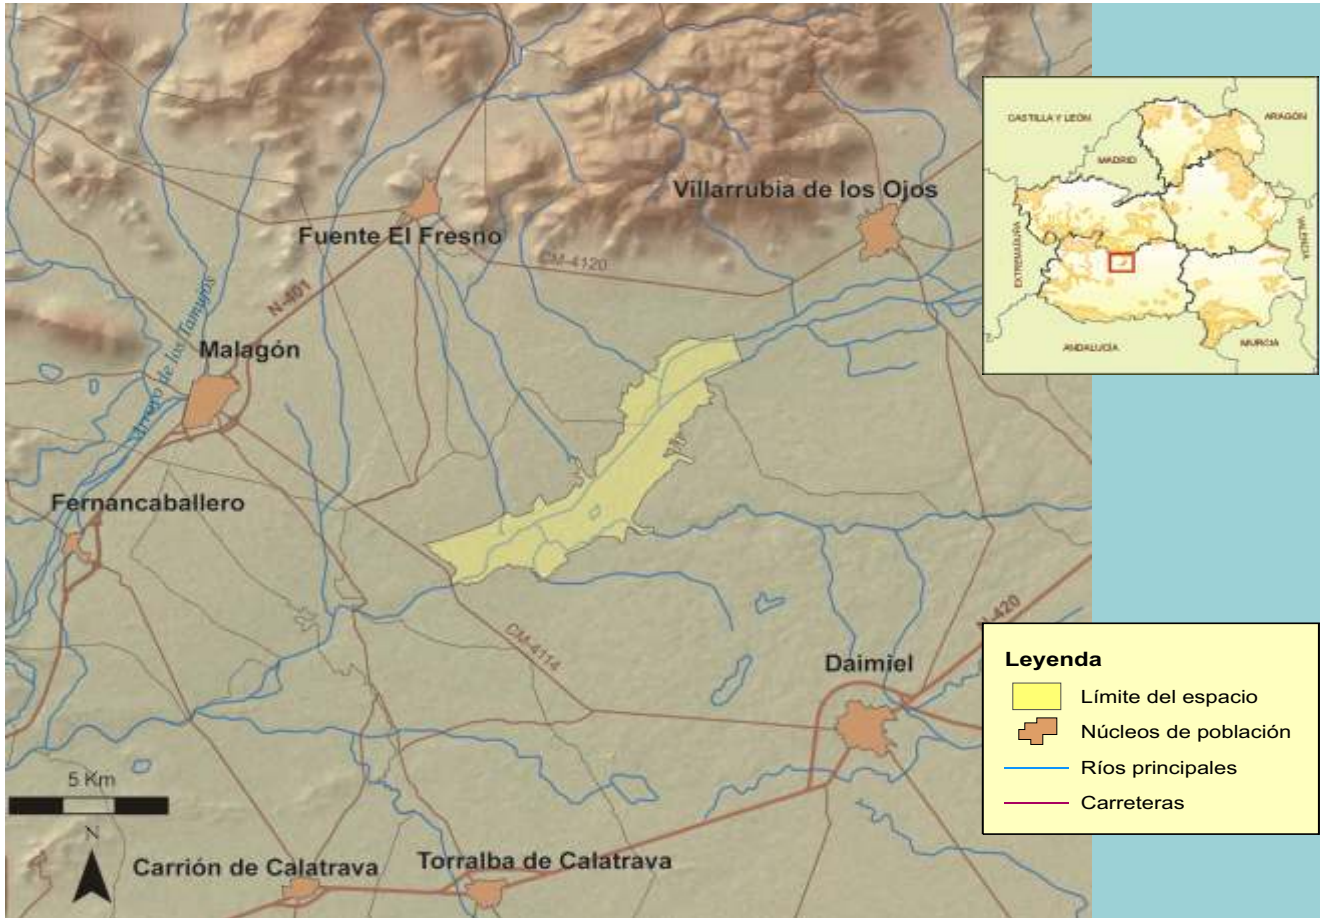 CASTILLA Y LEÓN
ARAGÓN
MADRID
EXTREMADURA
VALENCIA
ANDALUCÍA
MURCIA
Villarrubia de los Ojos
Fuente El Fresno
CM-4120
N-401
Arroyo de los Tamujos
Malagón
Fernancaballero
CM-4114
N-420
Daimiel
Leyenda
Límite del espacio
Núcleos de población
Ríos principales
Carreteras
5 Km
N
Carrión de Calatrava
Torralba de Calatrava